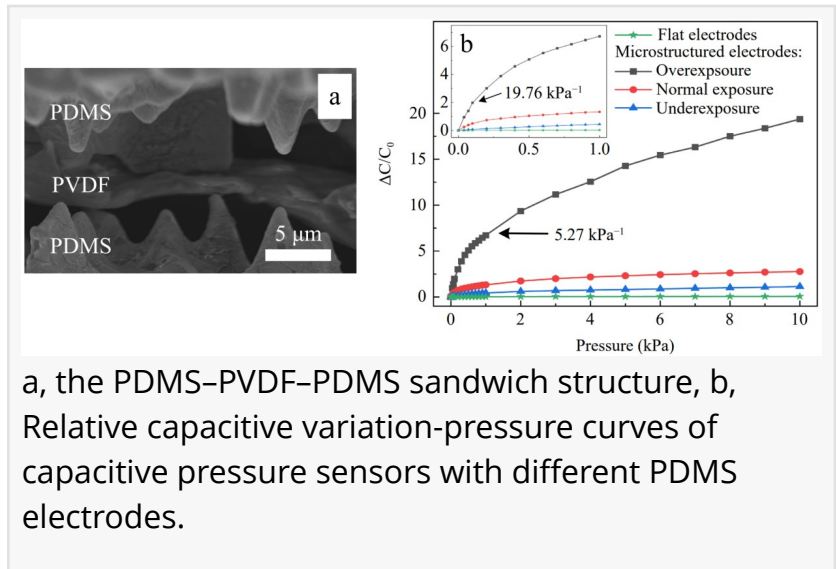 PDMS
a
PVDF
PDMS
5 μm
b
Flat electrodes
Microstructured electrodes:
Overexpsoure
Normal exposure
Underexposure
6
4
2
0
0.0
0.5
1.0
19.76 kPa⁻¹
20
15
10
5
0
ΔC/C₀
5.27 kPa⁻¹
0
2
4
6
8
10
Pressure (kPa)
a, the PDMS–PVDF–PDMS sandwich structure, b,
Relative capacitive variation-pressure curves of
capacitive pressure sensors with different PDMS
electrodes.